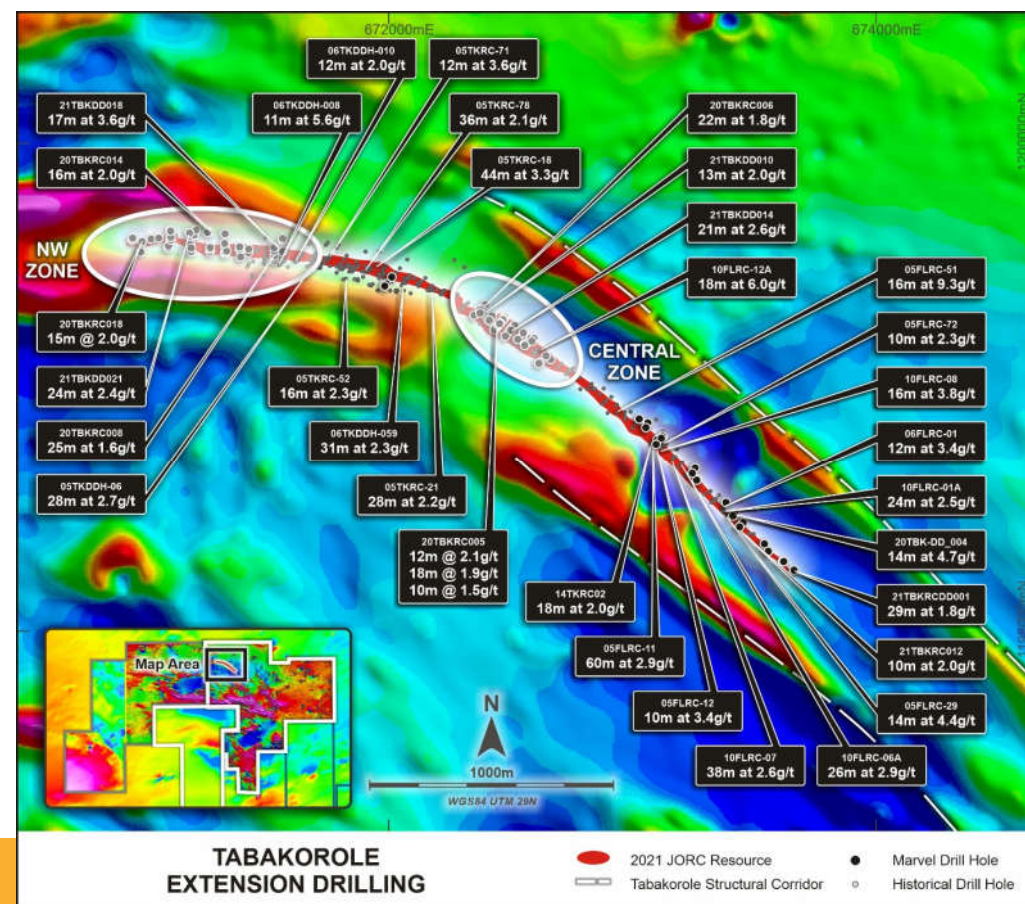 672000mE
674000mE
06TKDDH-010
12m at 2.0g/t
05TKRC-71
12m at 3.6g/t
21TBKDD018
17m at 3.6g/t
06TKDDH-008
11m at 5.6g/t
05TKRC-78
36m at 2.1g/t
20TBKRC006
22m at 1.8g/t
20TBKRC014
16m at 2.0g/t
05TKRC-18
44m at 3.3g/t
21TBKDD010
13m at 2.0g/t
21TBKDD014
21m at 2.6g/t
NW
ZONE
10FLRC-12A
18m at 6.0g/t
05FLRC-51
16m at 9.3g/t
20TBKRC018
15m @ 2.0g/t
CENTRAL
ZONE
05FLRC-72
10m at 2.3g/t
21TBKDD021
24m at 2.4g/t
05TKRC-52
16m at 2.3g/t
10FLRC-08
16m at 3.8g/t
20TBKRC008
25m at 1.6g/t
06TKDDH-059
31m at 2.3g/t
06FLRC-01
12m at 3.4g/t
05TKDDH-06
28m at 2.7g/t
05TKRC-21
28m at 2.2g/t
10FLRC-01A
24m at 2.5g/t
20TBKRC005
12m @ 2.1g/t
18m @ 1.9g/t
10m @ 1.5g/t
20TBK-DD_004
14m at 4.7g/t
14TKRC02
18m at 2.0g/t
21TBKRCDD001
29m at 1.8g/t
05FLRC-11
60m at 2.9g/t
21TBKRC012
10m at 2.0g/t
05FLRC-12
10m at 3.4g/t
05FLRC-29
14m at 4.4g/t
10FLRC-07
38m at 2.6g/t
10FLRC-06A
26m at 2.9g/t
Map Area
N
1000m
WGS84 UTM 29N
TABAKOROLE
EXTENSION DRILLING
2021 JORC Resource
Tabakorole Structural Corridor
Marvel Drill Hole
Historical Drill Hole